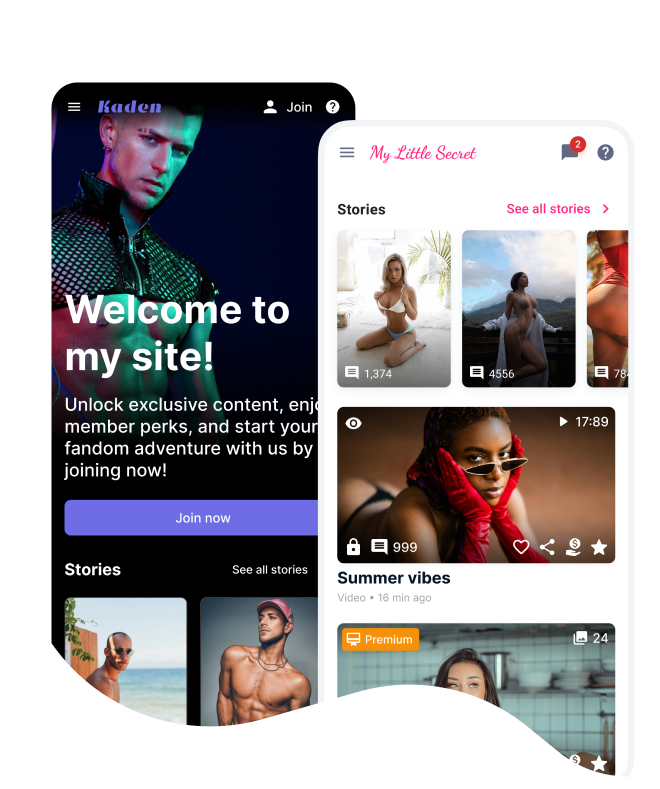 Kaden
Join
Welcome to
my site!
Unlock exclusive content, enj
member perks, and start your
fandom adventure with us by
joining now!
Join now
Stories
See all stories
My Little Secret
2
Stories
See all stories
1,374
4556
78
17:89
999
Summer vibes
Video • 16 min ago
Premium
24